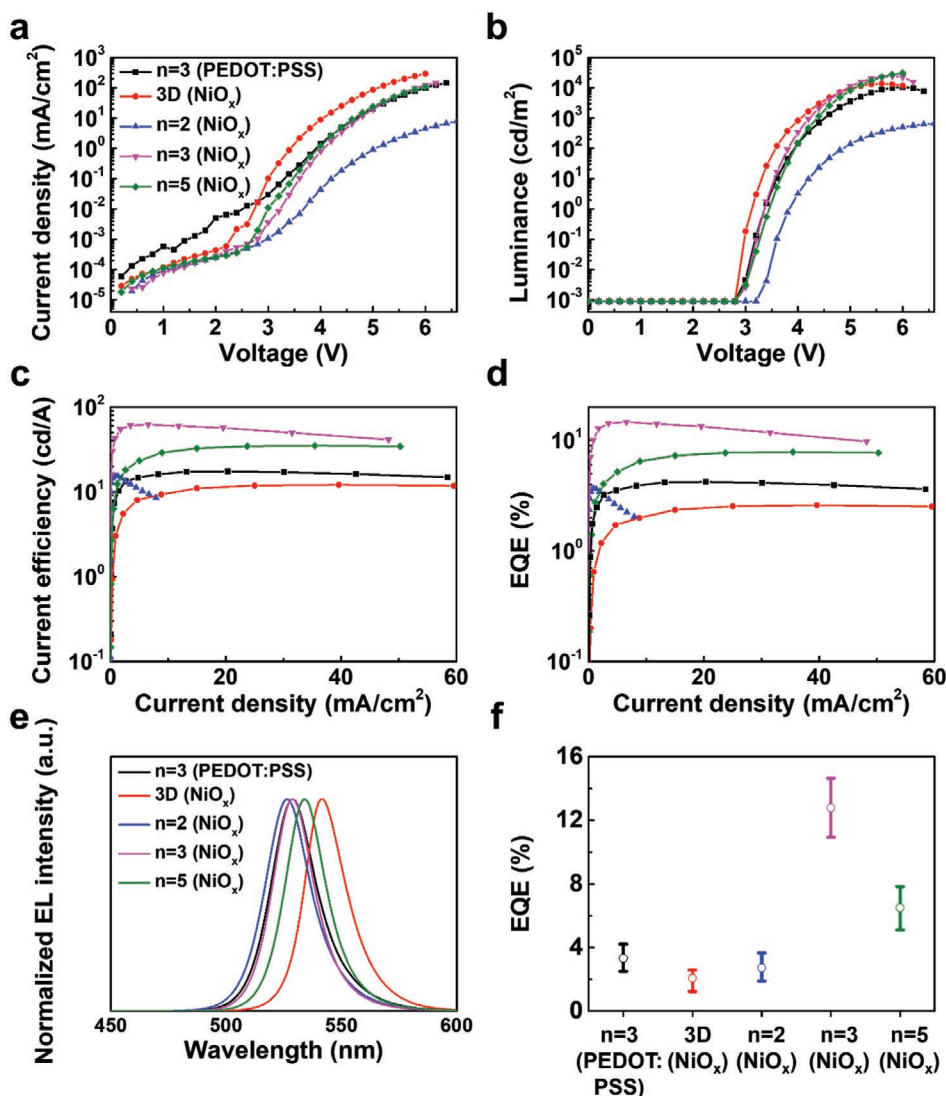 a
Current density (mA/cm²)
10³
10²
10¹
10⁰
10⁻¹
10⁻²
10⁻³
10⁻⁴
10⁻⁵
n=3 (PEDOT:PSS)
3D (NiOₓ)
n=2 (NiOₓ)
n=3 (NiOₓ)
n=5 (NiOₓ)
0 1 2 3 4 5 6
Voltage (V)
b
Luminance (cd/m²)
10⁵
10⁴
10³
10²
10¹
10⁰
10⁻¹
10⁻²
10⁻³
0 1 2 3 4 5 6
Voltage (V)
c
Current efficiency (cd/A)
10²
10¹
10⁰
10⁻¹
0 20 40 60
Current density (mA/cm²)
d
EQE (%)
10¹
10⁰
10⁻¹
0 20 40 60
Current density (mA/cm²)
e
Normalized EL intensity (a.u.)
n=3 (PEDOT:PSS)
3D (NiOₓ)
n=2 (NiOₓ)
n=3 (NiOₓ)
n=5 (NiOₓ)
450 500 550 600
Wavelength (nm)
f
EQE (%)
16
12
8
4
0
n=3 3D n=2 n=3 n=5
(PEDOT: (NiOₓ) (NiOₓ) (NiOₓ) (NiOₓ)
PSS)